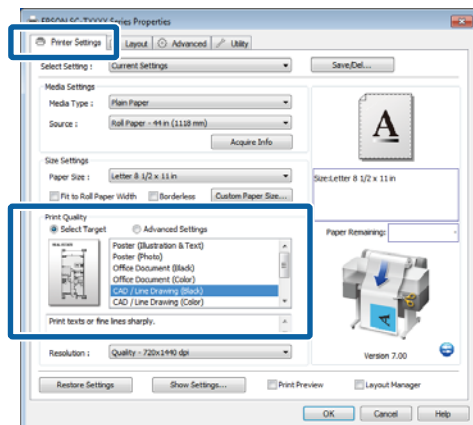 EPSON SC-TXXXX Series Properties
Printer Settings Layout Advanced Utility
Select Setting : Current Settings Save/Del...
Media Settings
Media Type : Plain Paper
Source : Roll Paper - 44 in (1118 mm)
Acquire Info
Size Settings
Paper Size : Letter 8 1/2 x 11 in
Fit to Roll Paper Width Borderless Custom Paper Size...
Size:Letter 8 1/2 x 11 in
Print Quality
Select Target Advanced Settings
Paper Remaining: -
Poster (Illustration & Text)
Poster (Photo)
Office Document (Black)
Office Document (Color)
CAD / Line Drawing (Black)
CAD / Line Drawing (Color)
Print texts or fine lines sharply.
Resolution : Quality - 720x1440 dpi
Version 7.00
Restore Settings Show Settings... Print Preview Layout Manager
OK Cancel Help